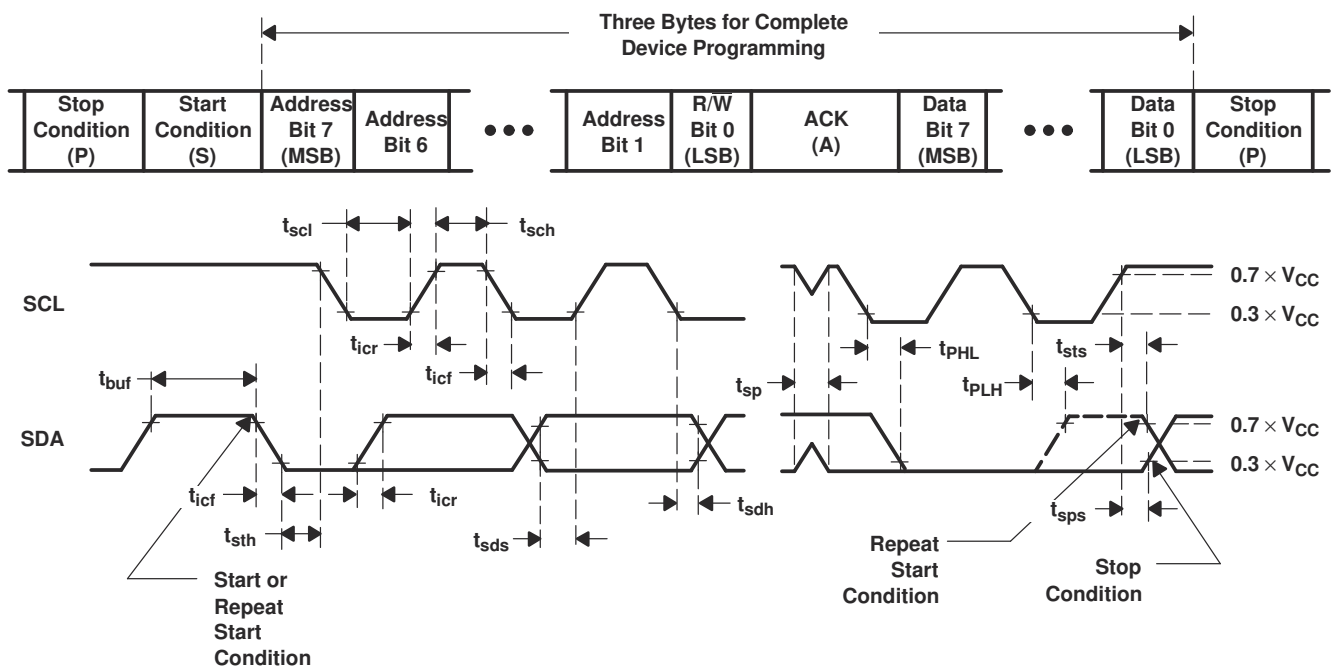 Three Bytes for Complete
Device Programming
Stop
Condition
(P)
Start
Condition
(S)
Address
Bit 7
(MSB)
Address
Bit 6
•••
Address
Bit 1
R/W̅
Bit 0
(LSB)
ACK
(A)
Data
Bit 7
(MSB)
•••
Data
Bit 0
(LSB)
Stop
Condition
(P)
tscl
tsch
SCL
0.7 × VCC
0.3 × VCC
ticr
ticf
tbuf
tsp
tPHL
tPLH
tsts
SDA
0.7 × VCC
0.3 × VCC
ticf
ticr
tsth
tsds
tsdh
tsps
Start or
Repeat
Start
Condition
Repeat
Start
Condition
Stop
Condition